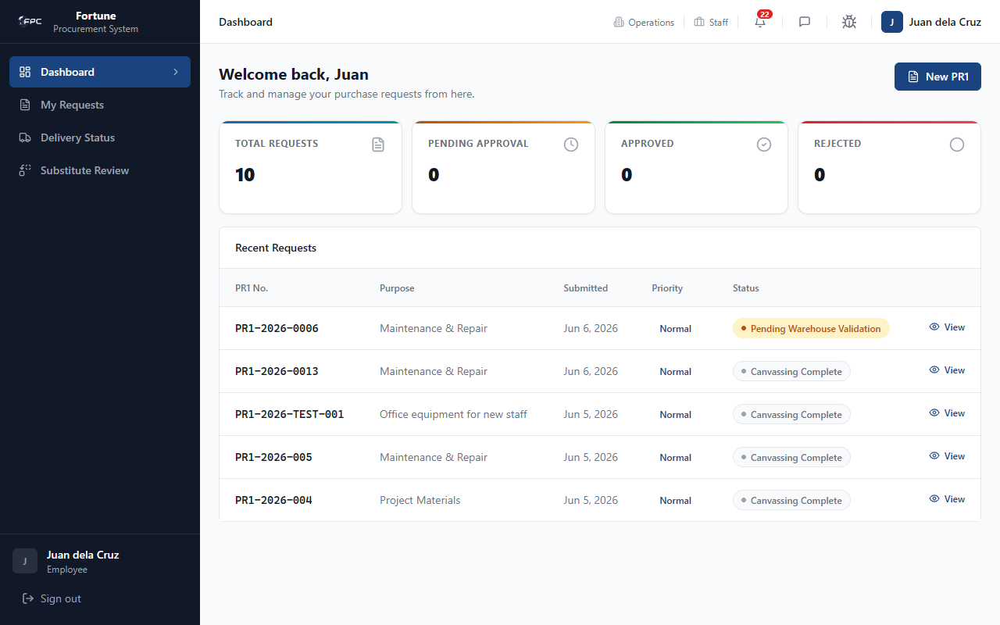 FPC
Fortune
Procurement System
Dashboard
My Requests
Delivery Status
Substitute Review
J
Juan dela Cruz
Employee
Sign out
Dashboard
Operations
Staff
22
J
Juan dela Cruz
Welcome back, Juan
Track and manage your purchase requests from here.
New PR1
TOTAL REQUESTS
10
PENDING APPROVAL
0
APPROVED
0
REJECTED
0
Recent Requests
PR1 No. Purpose Submitted Priority Status
PR1-2026-0006 Maintenance & Repair Jun 6, 2026 Normal Pending Warehouse Validation View
PR1-2026-0013 Maintenance & Repair Jun 6, 2026 Normal Canvassing Complete View
PR1-2026-TEST-001 Office equipment for new staff Jun 5, 2026 Normal Canvassing Complete View
PR1-2026-005 Maintenance & Repair Jun 5, 2026 Normal Canvassing Complete View
PR1-2026-004 Project Materials Jun 5, 2026 Normal Canvassing Complete View